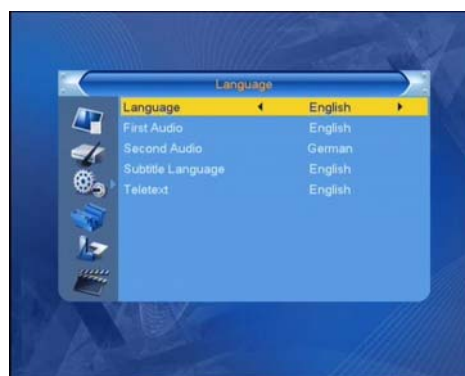 Language
Language English
First Audio English
Second Audio German
Subtitle Language English
Teletext English